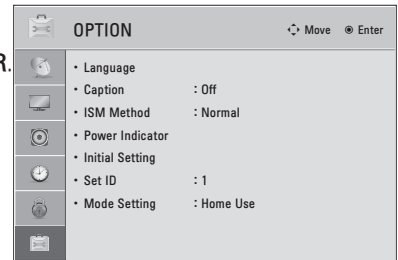 OPTION Move Enter
R.
• Language
• Caption : Off
• ISM Method : Normal
• Power Indicator
• Initial Setting
• Set ID : 1
• Mode Setting : Home Use